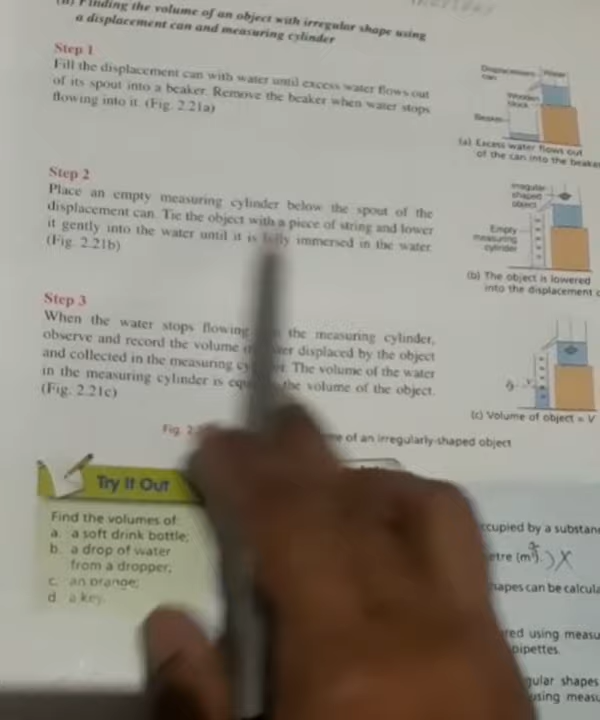 Finding the volume of an object with irregular shape using
a displacement can and measuring cylinder
Step 1
Fill the displacement can with water until excess water flows out
of its spout into a beaker. Remove the beaker when water stops
flowing into it. (Fig. 2.21a)
Displacement
can
Water
Wooden
block
Beaker
(a) Excess water flows out
of the can into the beaker
Step 2
Place an empty measuring cylinder below the spout of the
displacement can. Tie the object with a piece of string and lower
it gently into the water until it is fully immersed in the water.
(Fig. 2.21b)
Irregular
shaped
object
Empty
measuring
cylinder
(b) The object is lowered
into the displacement c
Step 3
When the water stops flowing the measuring cylinder,
observe and record the volume displaced by the object
and collected in the measuring The volume of the water
in the measuring cylinder is the volume of the object.
(Fig. 2.21c)
(c) Volume of object = V
Fig. 2 of an irregularly-shaped object
Try It Out
Find the volumes of:
a. a soft drink bottle;
b. a drop of water
from a dropper;
c. an orange;
d. a key.
ccupied by a substan
etre (m³). X
hapes can be calcula
red using measu
pipettes.
gular shapes
using measu